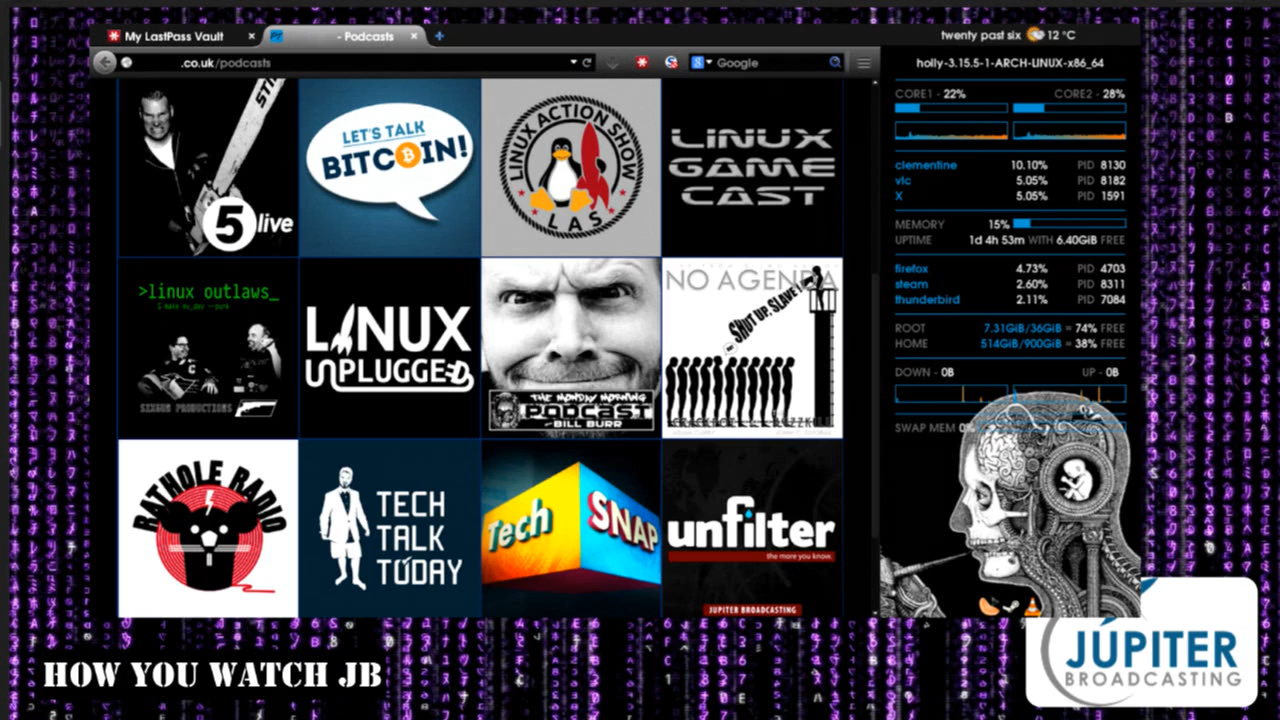 My LastPass Vault
- Podcasts
twenty past six
12 °C
.co.uk/podcasts
Google
holly-3.15.5-1-ARCH-LINUX-x86_64
CORE1 - 22%
CORE2 - 28%
clementine 10.10% PID 8130
vlc 5.05% PID 8182
X 5.05% PID 1591
MEMORY 15%
UPTIME 1d 4h 53m WITH 6.40GiB FREE
firefox 4.73% PID 4703
steam 2.60% PID 8311
thunderbird 2.11% PID 7084
ROOT 7.31GiB/36GiB = 74% FREE
HOME 514GiB/900GiB = 38% FREE
DOWN - 0B
UP - 0B
SWAP MEM 0%
5 live
LET'S TALK
BITCOIN!
LINUX ACTION SHOW
LAS
LINUX
GAME
CAST
>linux outlaws_
SIXGUN PRODUCTIONS
LINUX
UNPLUGGED
THE MONDAY MORNING
PODCAST
BILL BURR
NO AGENDA
SHUT UP, SLAVE!
RATHOLE RADIO
TECH
TALK
TODAY
Tech
SNAP
unfilter
the more you know.
JUPITER BROADCASTING
HOW YOU WATCH JB
JÚPITER
BROADCASTING